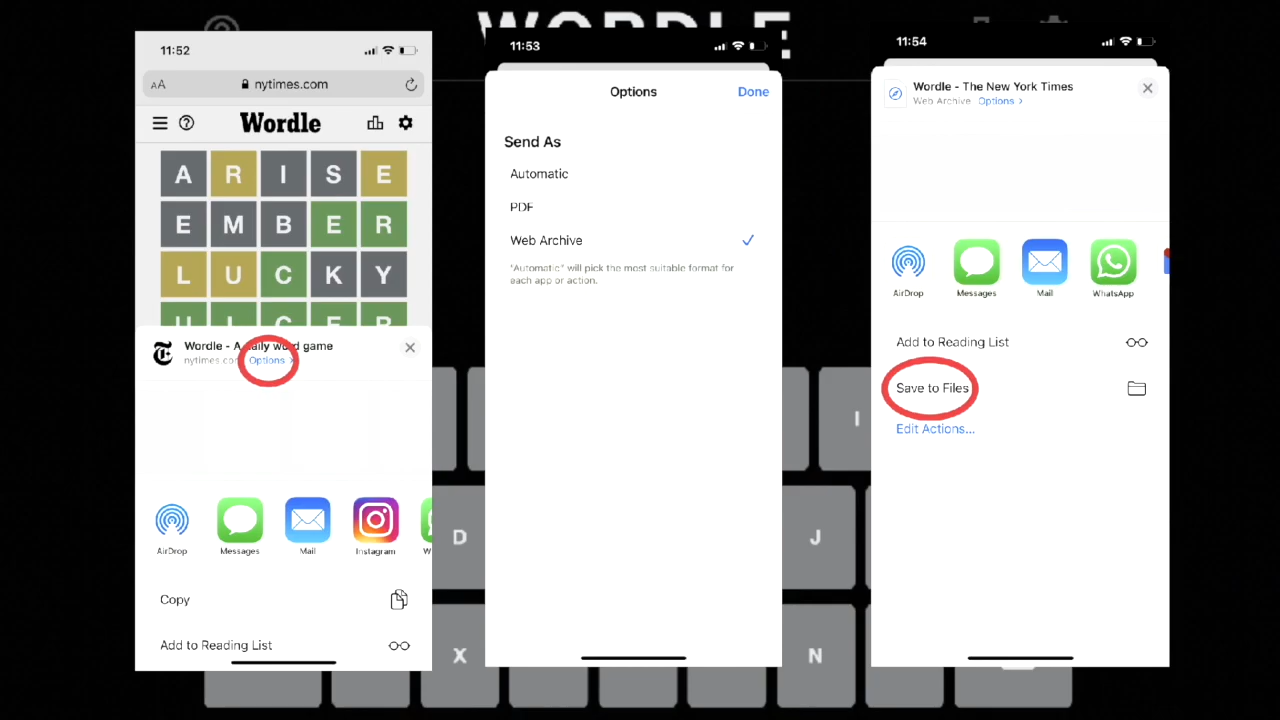 WORDLE
11:52
AA nytimes.com
Wordle
A R I S E
E M B E R
L U C K Y
U L C E R
Wordle - A daily word game
nytimes.com Options >
AirDrop Messages Mail Instagram W
Copy
Add to Reading List
11:53
Options Done
Send As
Automatic
PDF
Web Archive
"Automatic" will pick the most suitable format for
each app or action.
11:54
Wordle - The New York Times
Web Archive Options >
AirDrop Messages Mail WhatsApp
Add to Reading List
Save to Files
Edit Actions...
I
D J
X N